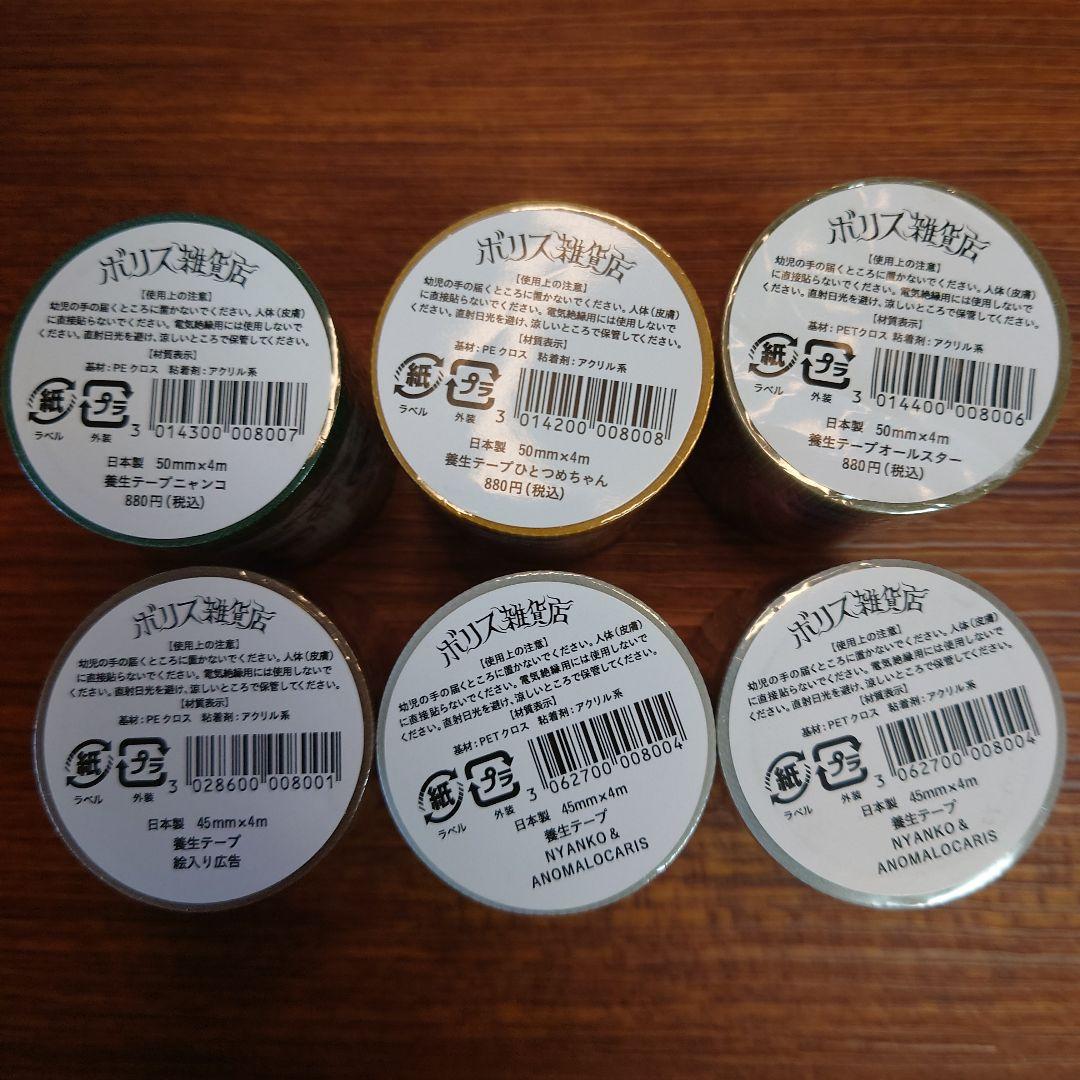 ボリス雑貨店
【使用上の注意】
幼児の手の届くところに置かないでください。人体(皮膚)
に直接貼らないでください。電気絶縁用には使用しないで
ください。直射日光を避け、涼しいところで保管してください。
【材質表示】
基材:PEクロス 粘着剤:アクリル系
紙
ラベル
プラ
外装
3 014300 008007
日本製 50mm×4m
養生テープニャンコ
880円(税込)
ボリス雑貨店
【使用上の注意】
幼児の手の届くところに置かないでください。人体(皮膚)
に直接貼らないでください。電気絶縁用には使用しないで
ください。直射日光を避け、涼しいところで保管してください。
【材質表示】
基材:PEクロス 粘着剤:アクリル系
紙
ラベル
プラ
外装
3 014200 008008
日本製 50mm×4m
養生テープひとつめちゃん
880円(税込)
ボリス雑貨店
【使用上の注意】
幼児の手の届くところに置かないでください。人体(皮膚)
に直接貼らないでください。電気絶縁用には使用しないで
ください。直射日光を避け、涼しいところで保管してください。
【材質表示】
基材:PETクロス 粘着剤:アクリル系
紙
ラベル
プラ
外装
3 014400 008006
日本製 50mm×4m
養生テープオールスター
880円(税込)
ボリス雑貨店
【使用上の注意】
幼児の手の届くところに置かないでください。人体(皮膚)
に直接貼らないでください。電気絶縁用には使用しないで
ください。直射日光を避け、涼しいところで保管してください。
【材質表示】
基材:PEクロス 粘着剤:アクリル系
紙
ラベル
プラ
外装
3 028600 008001
日本製 45mm×4m
養生テープ
絵入り広告
ボリス雑貨店
【使用上の注意】
幼児の手の届くところに置かないでください。人体(皮膚)
に直接貼らないでください。電気絶縁用には使用しないで
ください。直射日光を避け、涼しいところで保管してください。
【材質表示】
基材:PETクロス 粘着剤:アクリル系
紙
ラベル
プラ
外装
3 062700 008004
日本製 45mm×4m
養生テープ
NYANKO &
ANOMALOCARIS
ボリス雑貨店
【使用上の注意】
幼児の手の届くところに置かないでください。人体(皮膚)
に直接貼らないでください。電気絶縁用には使用しないで
ください。直射日光を避け、涼しいところで保管してください。
【材質表示】
基材:PETクロス 粘着剤:アクリル系
紙
ラベル
プラ
外装
3 062700 008004
日本製 45mm×4m
養生テープ
NYANKO &
ANOMALOCARIS